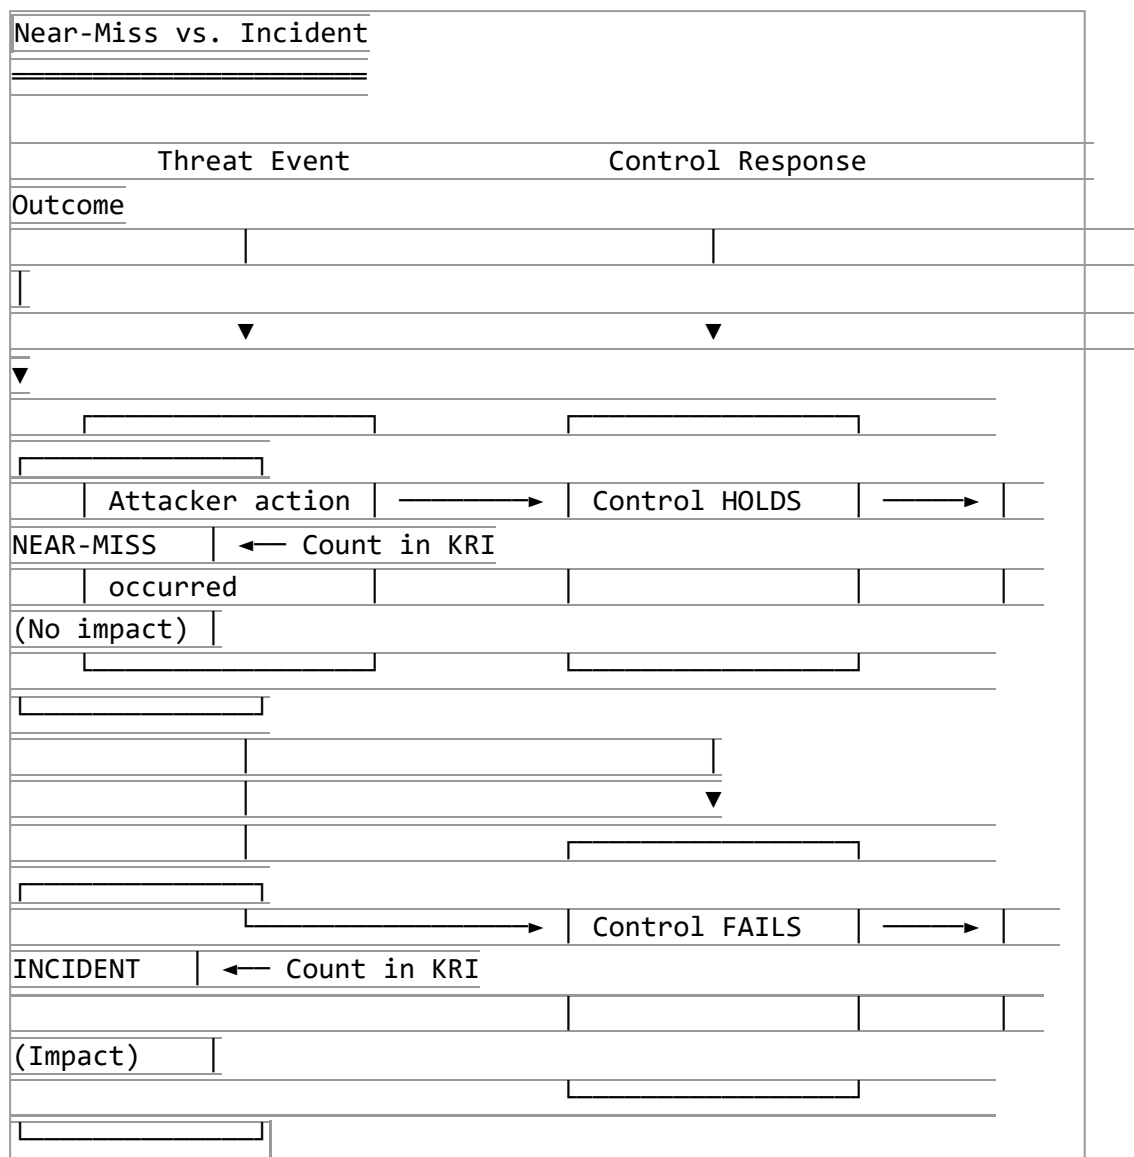 Near-Miss vs. Incident
══════════════════════
Threat Event Control Response
Outcome
│ │
│
▼ ▼
▼
┌─────────────────┐ ┌─────────────────┐
┌──────────────┐
│ Attacker action │ ────────► │ Control HOLDS │ ─────► │
NEAR-MISS │ ◄── Count in KRI
│ occurred │ │ │ │
(No impact) │
└─────────────────┘ └─────────────────┘
└──────────────┘
│ │
│ ▼
│ ┌─────────────────┐
┌──────────────┐
└─────────────────► │ Control FAILS │ ─────► │
INCIDENT │ ◄── Count in KRI
│ │ │
(Impact) │
└─────────────────┘
└──────────────┘